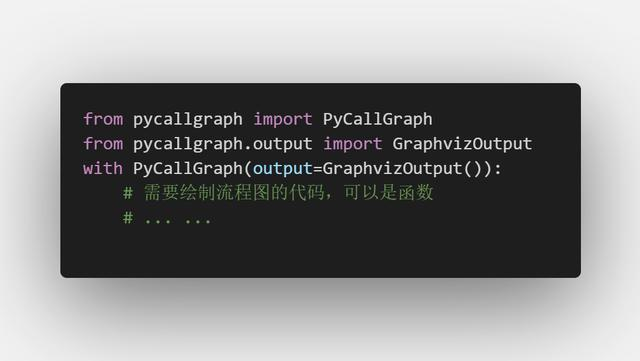 from pycallgraph import PyCallGraph
from pycallgraph.output import GraphvizOutput
with PyCallGraph(output=GraphvizOutput()):
    # 需要绘制流程图的代码，可以是函数
    # ... ...